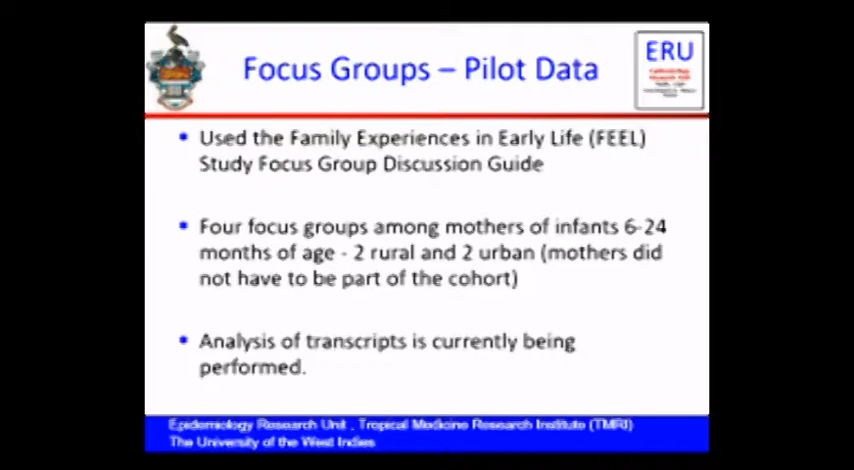 Focus Groups – Pilot Data
ERU
• Used the Family Experiences in Early Life (FEEL)
Study Focus Group Discussion Guide
• Four focus groups among mothers of infants 6-24
months of age - 2 rural and 2 urban (mothers did
not have to be part of the cohort)
• Analysis of transcripts is currently being
performed.
Epidemiology Research Unit , Tropical Medicine Research Institute (TMRI)
The University of the West Indies